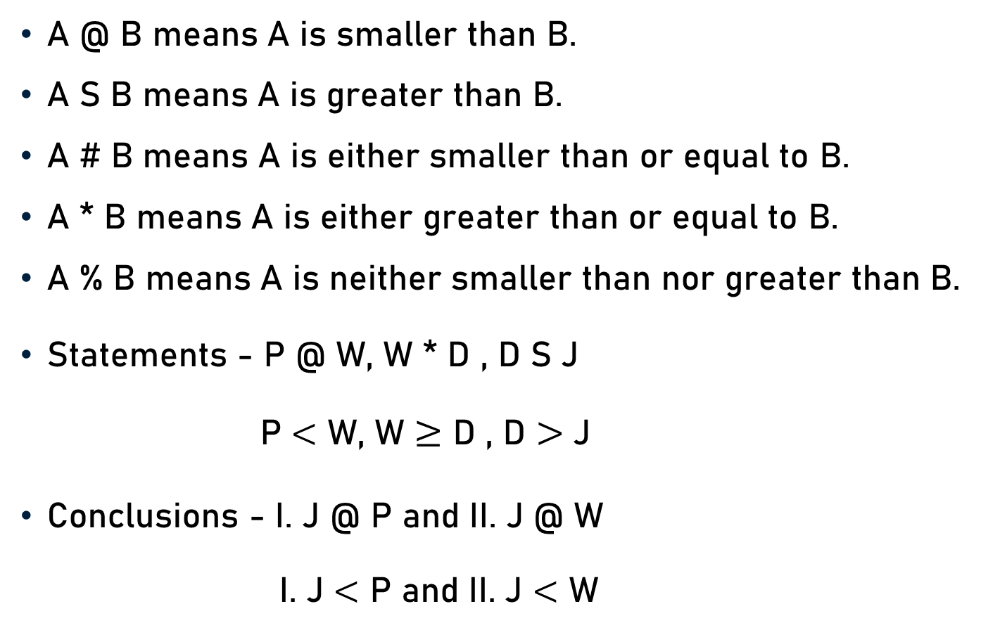 • A @ B means A is smaller than B.
• A S B means A is greater than B.
• A # B means A is either smaller than or equal to B.
• A * B means A is either greater than or equal to B.
• A % B means A is neither smaller than nor greater than B.
• Statements - P @ W, W * D , D S J
P < W, W ≥ D , D > J
• Conclusions - I. J @ P and II. J @ W
I. J < P and II. J < W